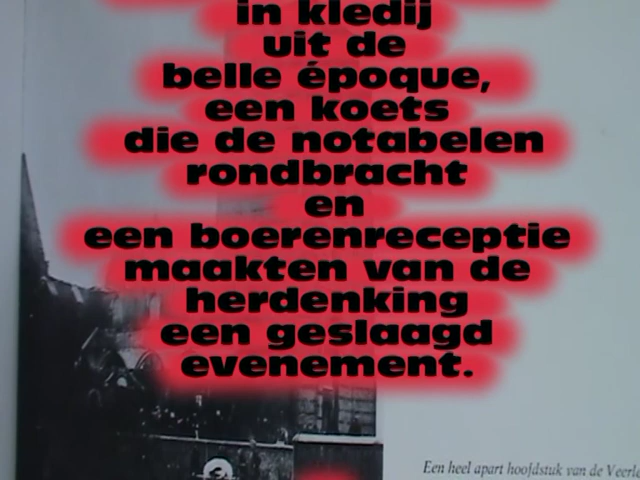 in kledij
uit de
belle époque,
een koets
die de notabelen
rondbracht
en
een boerenreceptie
maakten van de
herdenking
een geslaagd
evenement.
Een heel apart hoofdstuk van de Veerle